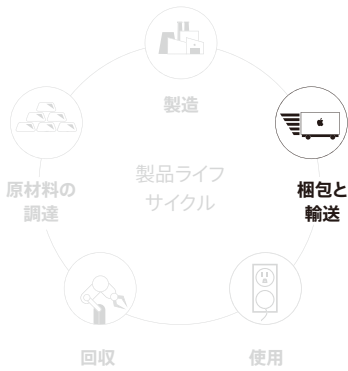 製造
原材料の
調達
製品ライフ
サイクル
梱包と
輸送
回収
使用